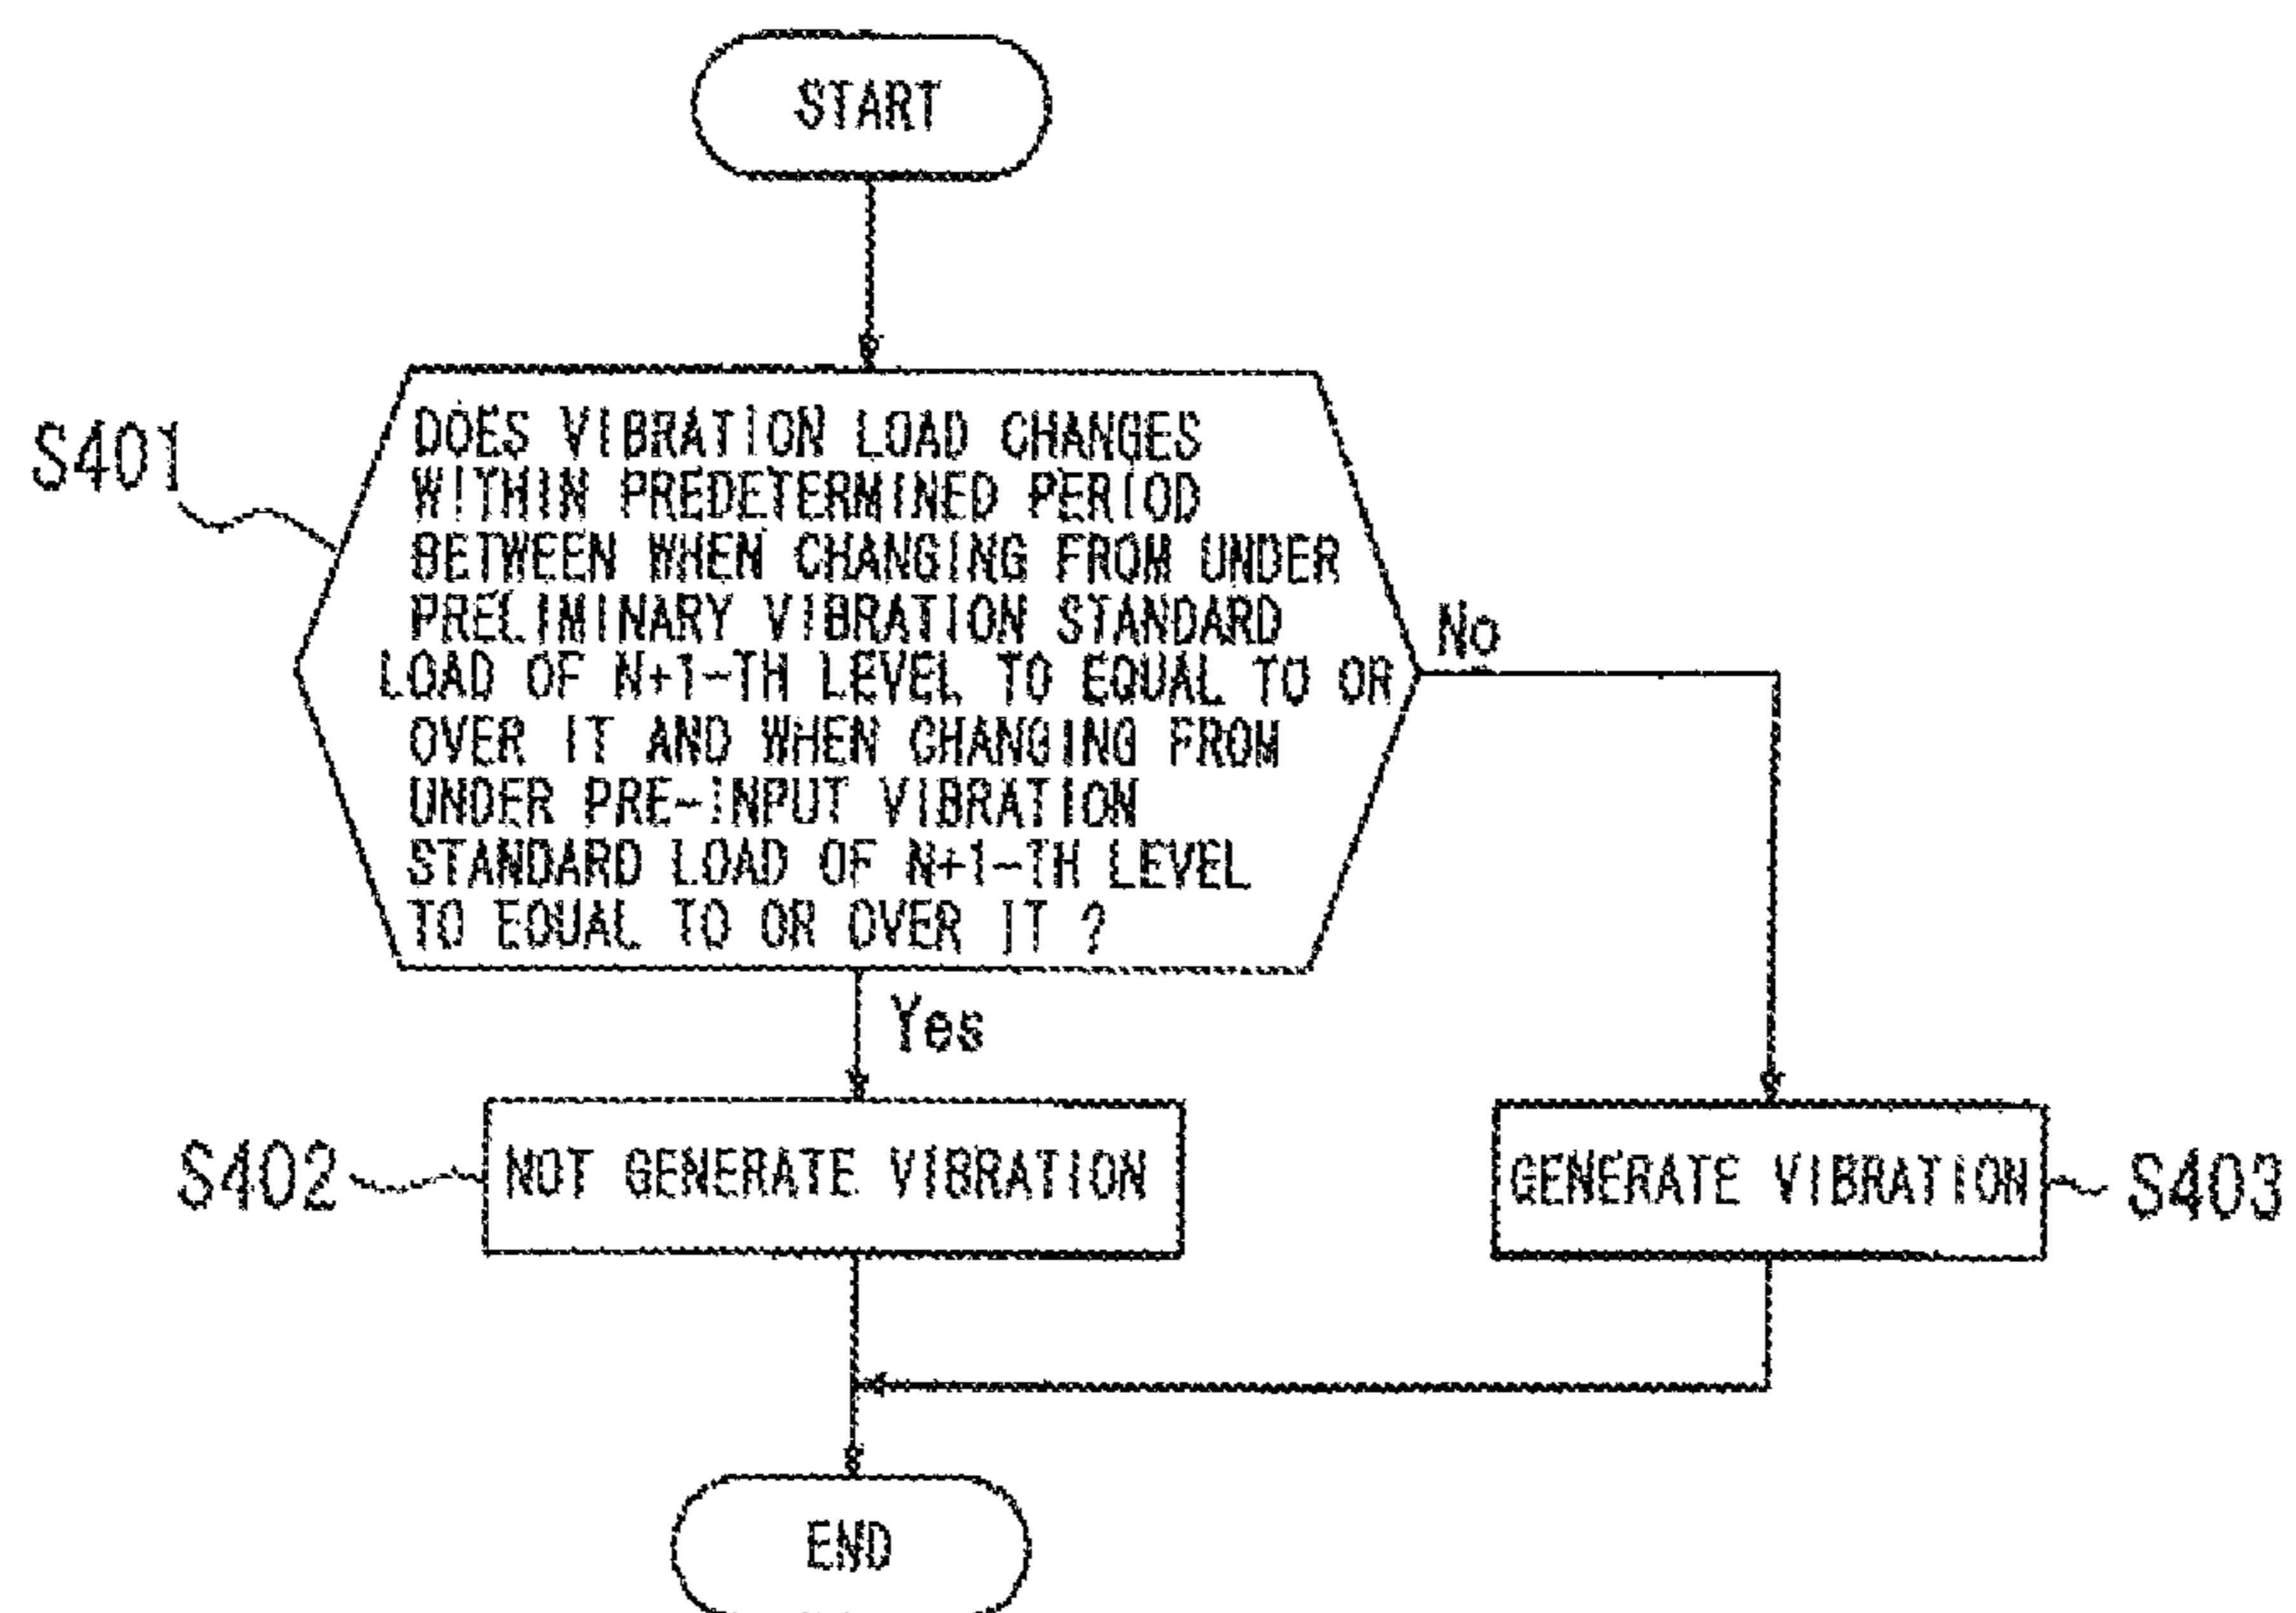 START
S401
DOES VIBRATION LOAD CHANGES
WITHIN PREDETERMINED PERIOD
BETWEEN WHEN CHANGING FROM UNDER
PRELIMINARY VIBRATION STANDARD
LOAD OF N+1-TH LEVEL TO EQUAL TO OR
OVER IT AND WHEN CHANGING FROM
UNDER PRE-INPUT VIBRATION
STANDARD LOAD OF N+1-TH LEVEL
TO EQUAL TO OR OVER IT ?
No
Yes
S402
NOT GENERATE VIBRATION
GENERATE VIBRATION
S403
END